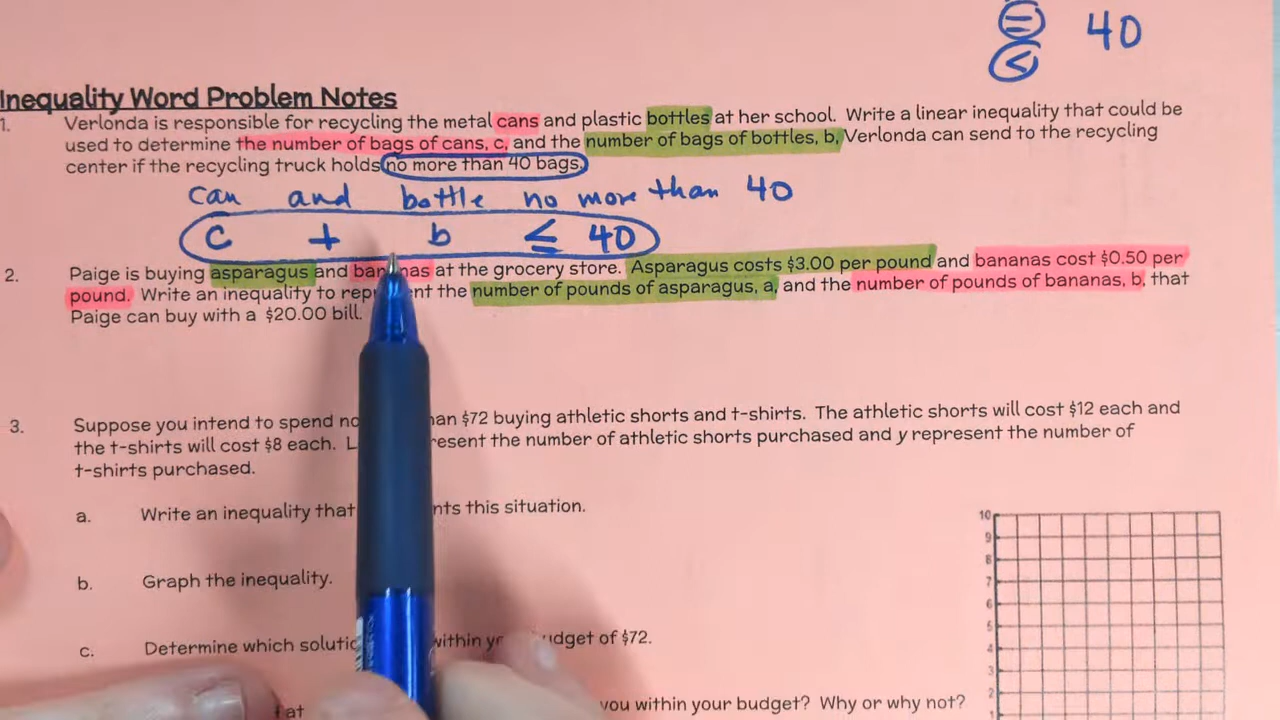 = 40
<
Inequality Word Problem Notes
1. Verlonda is responsible for recycling the metal cans and plastic bottles at her school. Write a linear inequality that could be
used to determine the number of bags of cans, c, and the number of bags of bottles, b, Verlonda can send to the recycling
center if the recycling truck holds no more than 40 bags.
can and bottle no more than 40
c + b ≤ 40
2. Paige is buying asparagus and bananas at the grocery store. Asparagus costs $3.00 per pound and bananas cost $0.50 per
pound. Write an inequality to represent the number of pounds of asparagus, a, and the number of pounds of bananas, b, that
Paige can buy with a $20.00 bill.
3. Suppose you intend to spend no than $72 buying athletic shorts and t-shirts. The athletic shorts will cost $12 each and
the t-shirts will cost $8 each. represent the number of athletic shorts purchased and y represent the number of
t-shirts purchased.
a. Write an inequality that this situation.
10
9
b. Graph the inequality.
8
7
6
5
c. Determine which within budget of $72.
4
3
2
you within your budget? Why or why not?
1